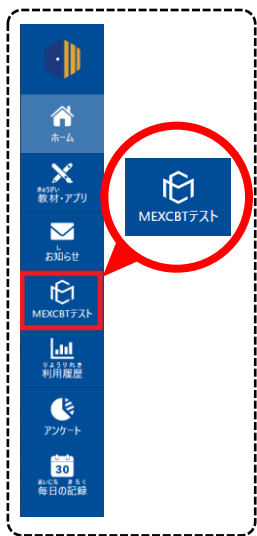 ホーム
きょうざい
教材・アプリ
し
お知らせ
MEXCBTテスト
MEXCBTテスト
りようりれき
利用履歴
アンケート
30
まいにち きろく
毎日の記録